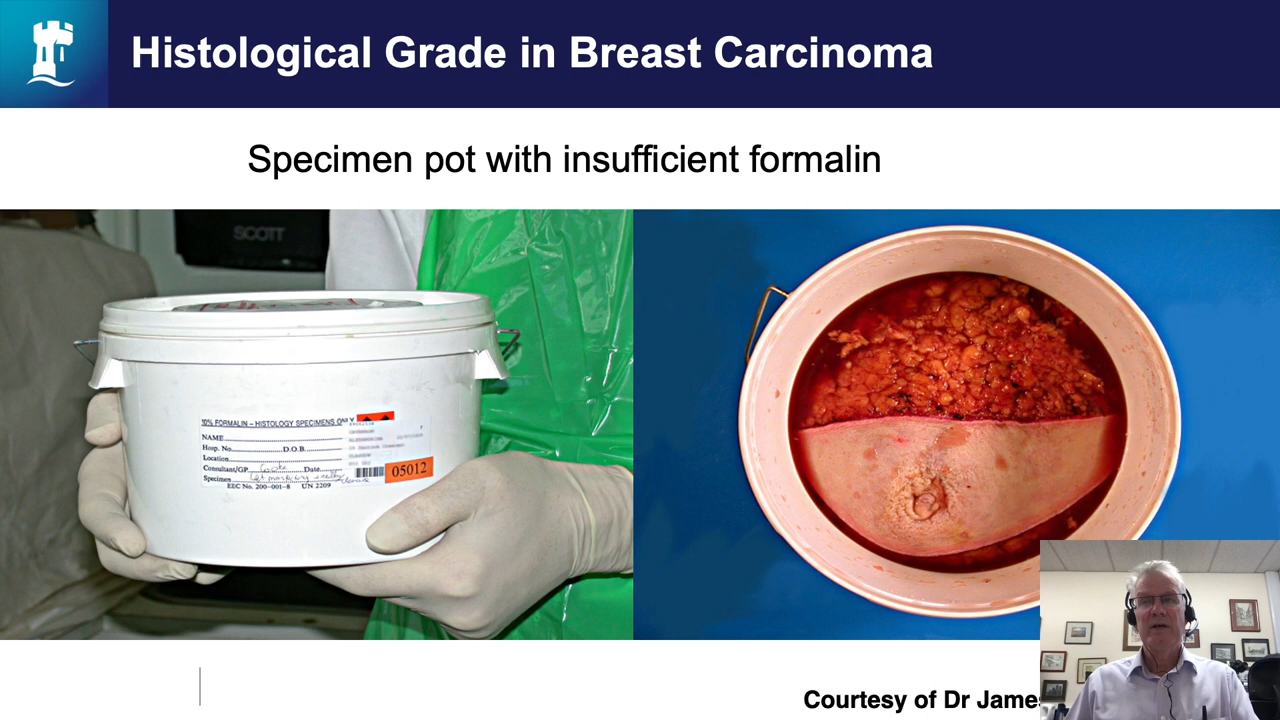 Histological Grade in Breast Carcinoma
Specimen pot with insufficient formalin
SCOTT
10% FORMALIN – HISTOLOGY SPECIMENS ONLY
NAME
Hosp. No. D.O.B.
Location
Consultant/GP Date
Specimen
05012
EEC No. 200-001-8 UN 2209
Courtesy of Dr James